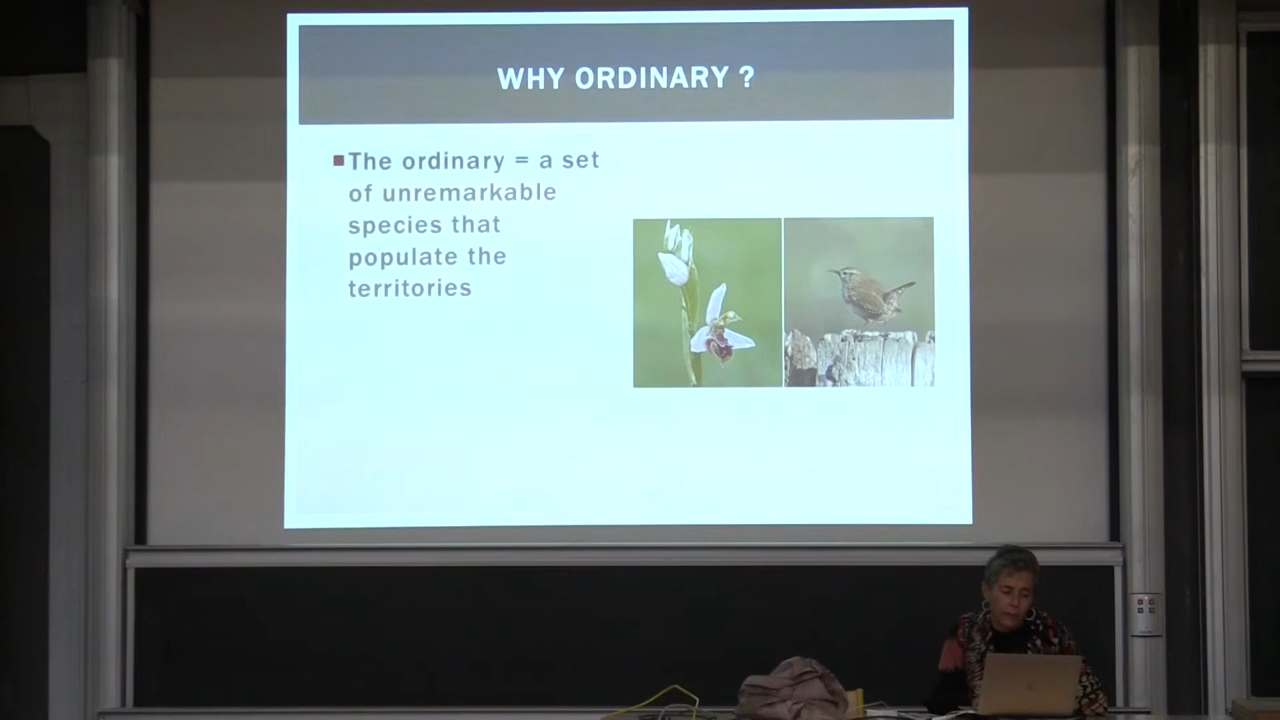 WHY ORDINARY ?
The ordinary = a set
of unremarkable
species that
populate the
territories